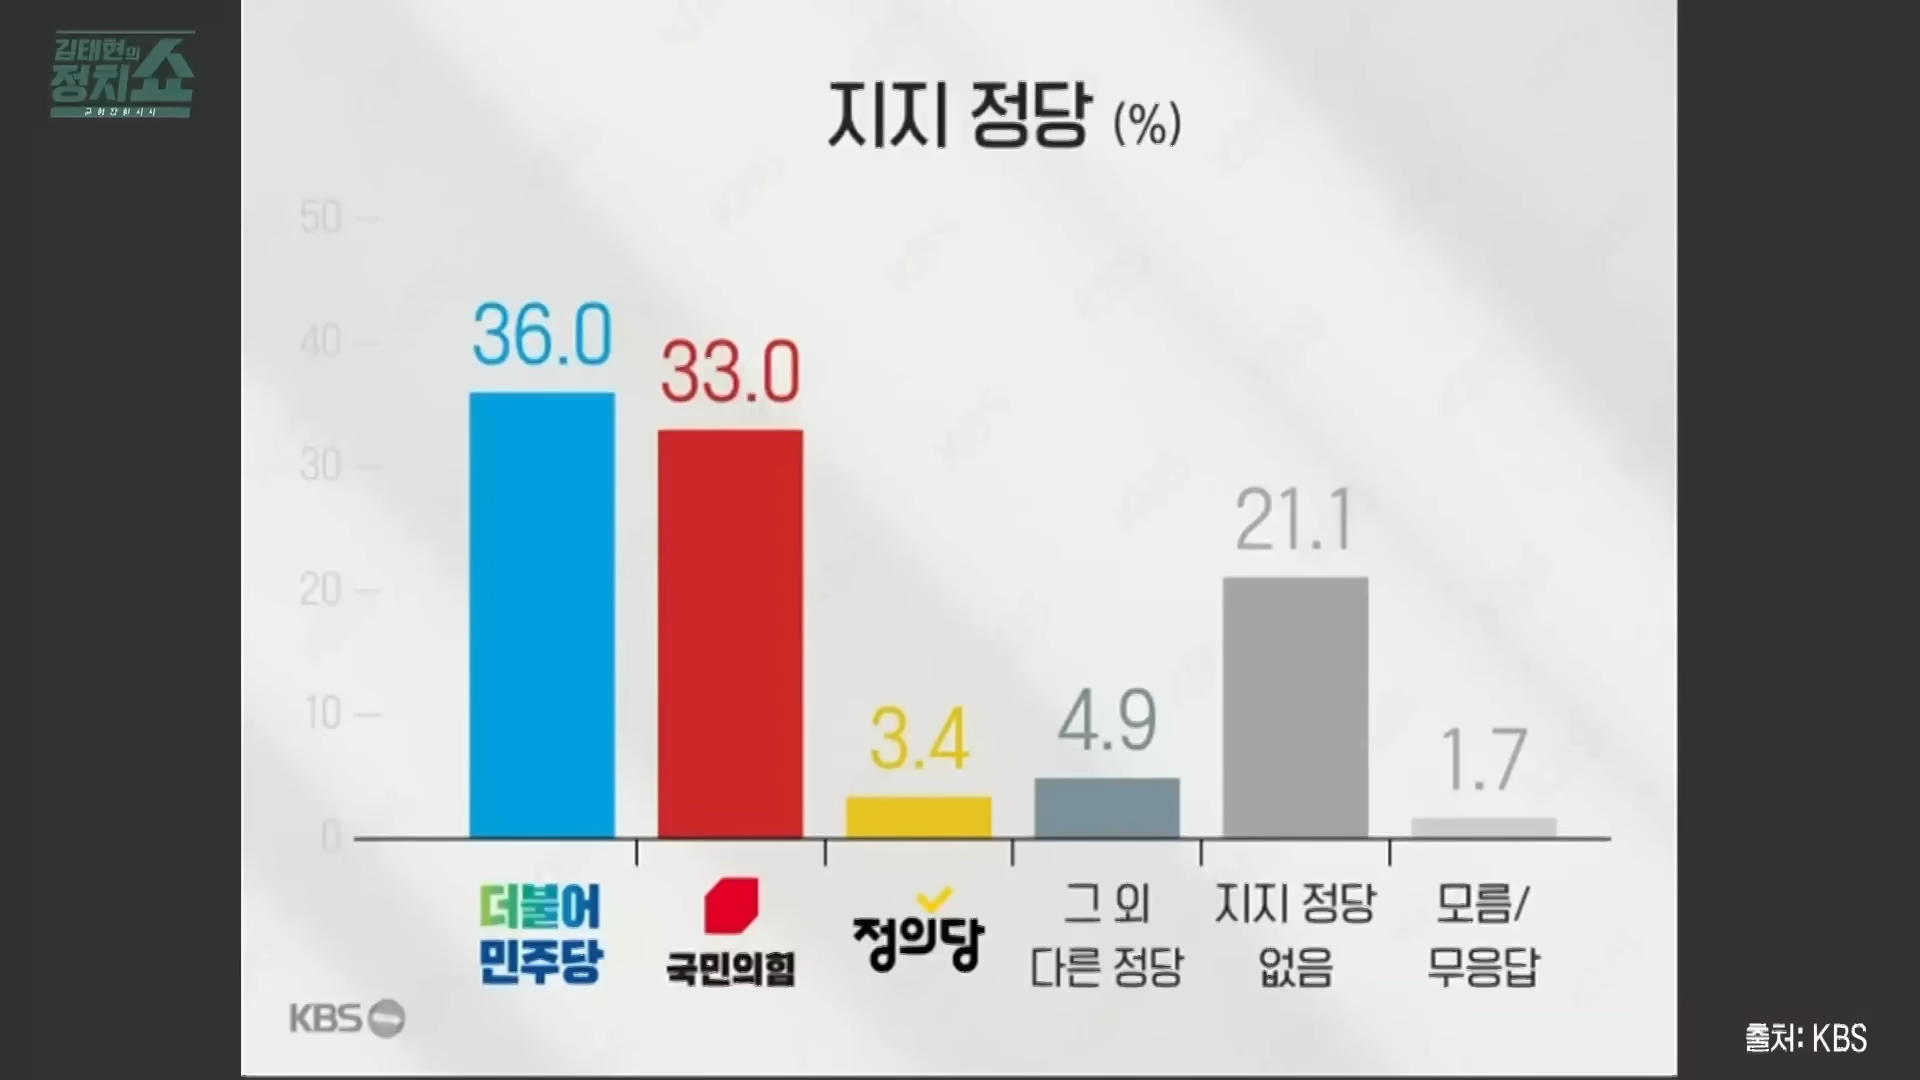 김태현의
정치쇼
지지 정당 (%)
50
40
30
20
10
0
36.0
33.0
3.4
4.9
21.1
1.7
더불어
민주당
국민의힘
정의당
그 외
다른 정당
지지 정당
없음
모름/
무응답
KBS
출처: KBS